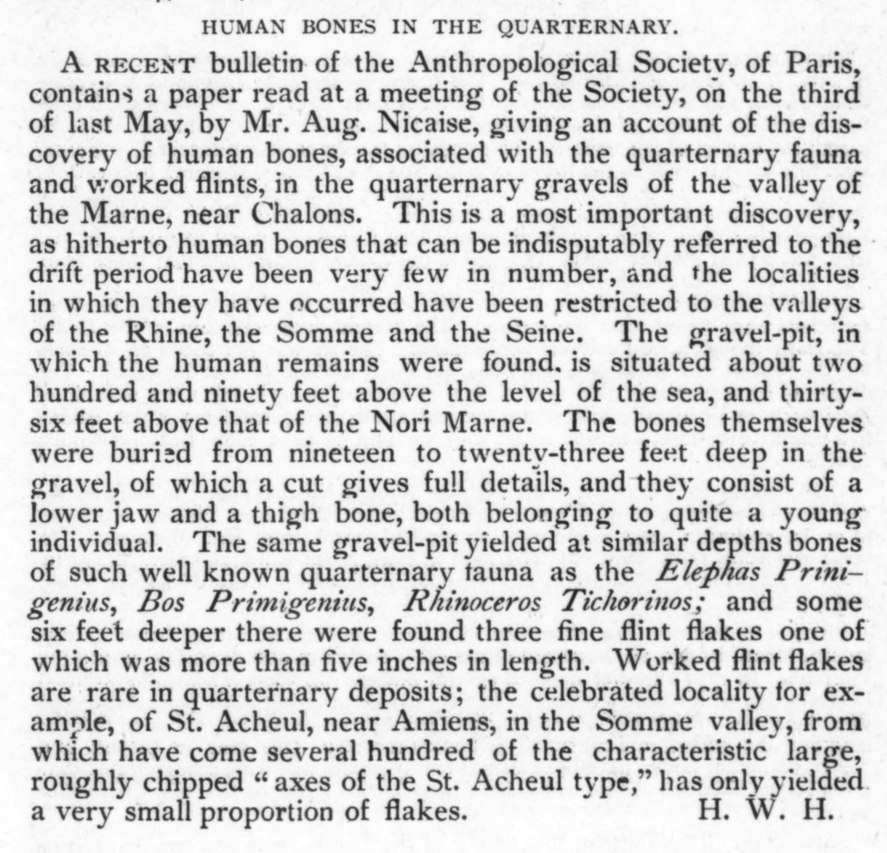 HUMAN BONES IN THE QUARTERNARY.
A RECENT bulletin of the Anthropological Society, of Paris,
contains a paper read at a meeting of the Society, on the third
of last May, by Mr. Aug. Nicaise, giving an account of the dis-
covery of human bones, associated with the quarternary fauna
and worked flints, in the quarternary gravels of the valley of
the Marne, near Chalons. This is a most important discovery,
as hitherto human bones that can be indisputably referred to the
drift period have been very few in number, and the localities
in which they have occurred have been restricted to the valleys
of the Rhine, the Somme and the Seine. The gravel-pit, in
which the human remains were found, is situated about two
hundred and ninety feet above the level of the sea, and thirty-
six feet above that of the Nori Marne. The bones themselves
were buried from nineteen to twenty-three feet deep in the
gravel, of which a cut gives full details, and they consist of a
lower jaw and a thigh bone, both belonging to quite a young
individual. The same gravel-pit yielded at similar depths bones
of such well known quarternary fauna as the Elephas Prini-
genius, Bos Primigenius, Rhinoceros Tichorinos; and some
six feet deeper there were found three fine flint flakes one of
which was more than five inches in length. Worked flint flakes
are rare in quarternary deposits; the celebrated locality for ex-
ample, of St. Acheul, near Amiens, in the Somme valley, from
which have come several hundred of the characteristic large,
roughly chipped "axes of the St. Acheul type," has only yielded
a very small proportion of flakes. H. W. H.